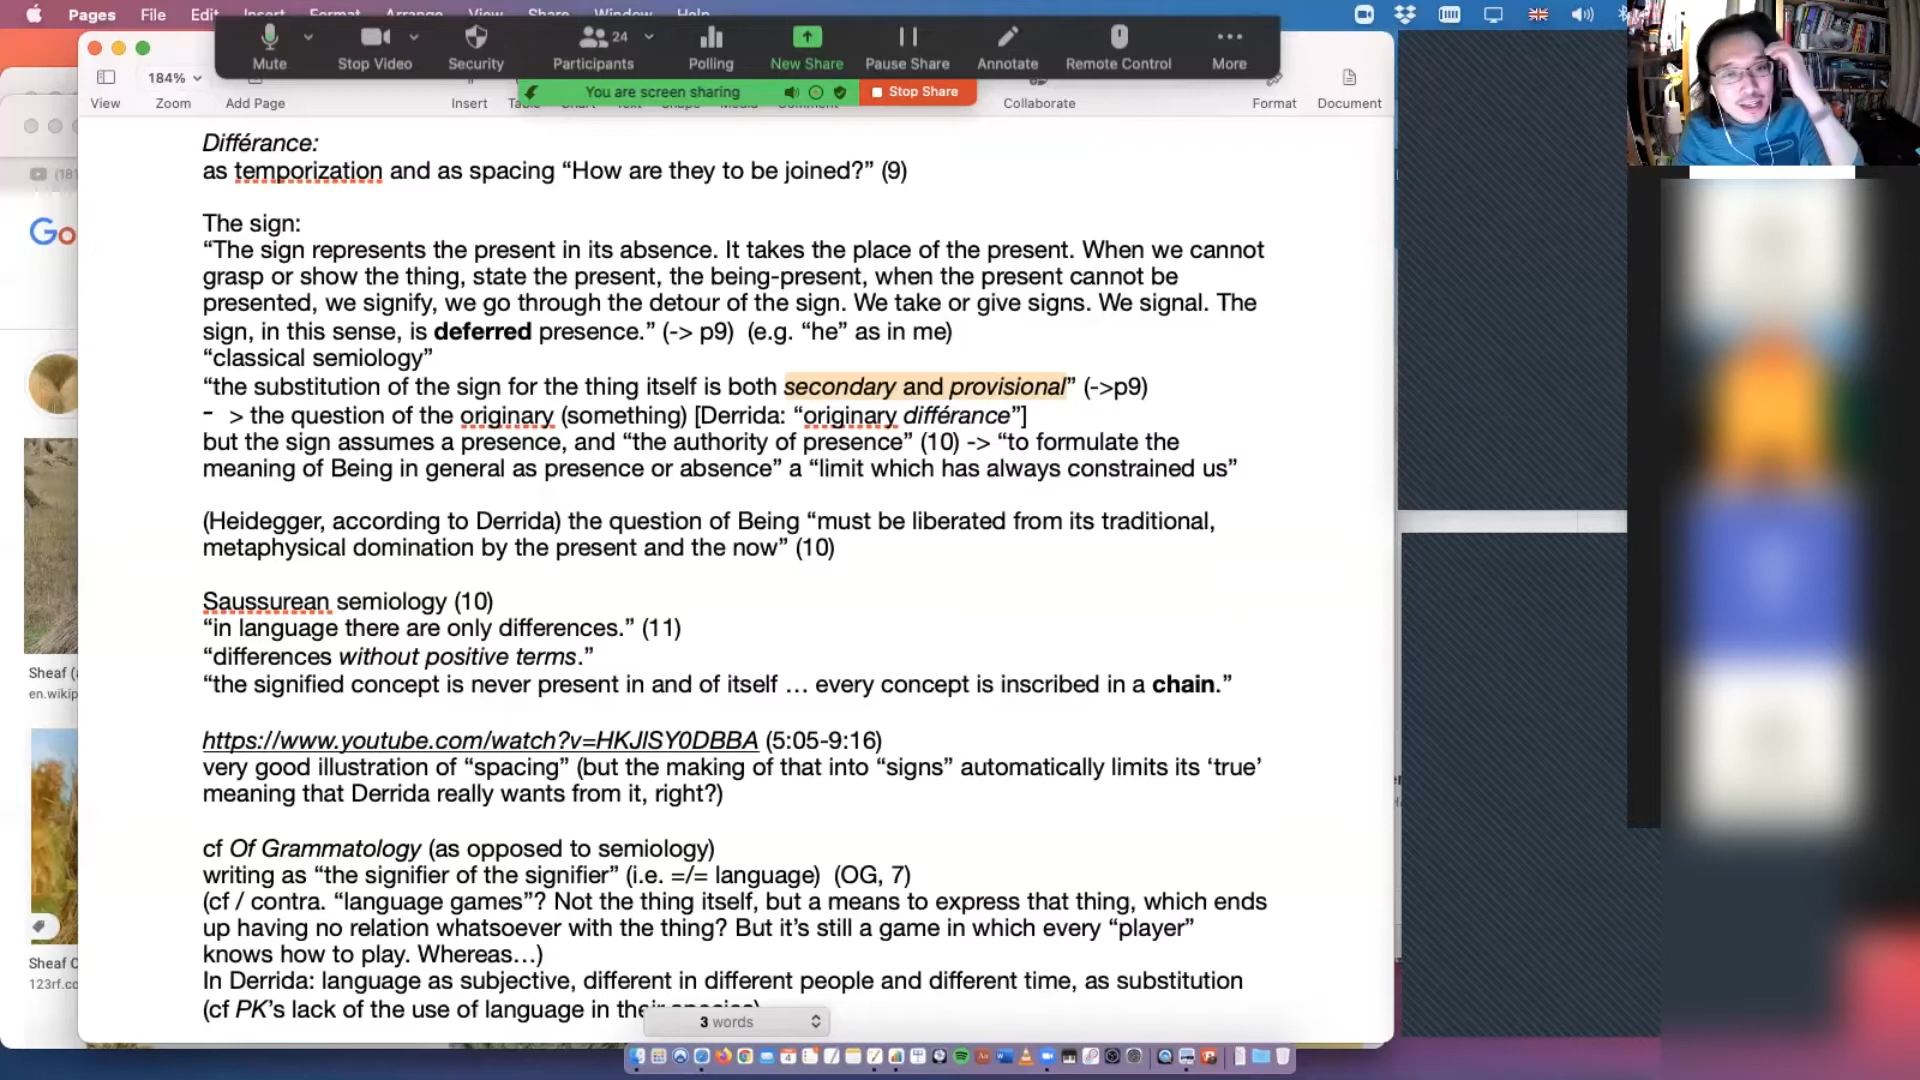 Pages File Edit Insert Format Arrange View Share Window Help
Mute Stop Video Security 24 Participants Polling New Share Pause Share Annotate Remote Control More
You are screen sharing Stop Share
184%
View Zoom Add Page Insert Collaborate Format Document
Différance:
as temporization and as spacing “How are they to be joined?” (9)
The sign:
“The sign represents the present in its absence. It takes the place of the present. When we cannot
grasp or show the thing, state the present, the being-present, when the present cannot be
presented, we signify, we go through the detour of the sign. We take or give signs. We signal. The
sign, in this sense, is deferred presence.” (-> p9) (e.g. “he” as in me)
“classical semiology”
“the substitution of the sign for the thing itself is both secondary and provisional” (->p9)
- > the question of the originary (something) [Derrida: “originary différance”]
but the sign assumes a presence, and “the authority of presence” (10) -> “to formulate the
meaning of Being in general as presence or absence” a “limit which has always constrained us”
(Heidegger, according to Derrida) the question of Being “must be liberated from its traditional,
metaphysical domination by the present and the now” (10)
Saussurean semiology (10)
“in language there are only differences.” (11)
“differences without positive terms.”
“the signified concept is never present in and of itself … every concept is inscribed in a chain.”
https://www.youtube.com/watch?v=HKJlSY0DBBA (5:05-9:16)
very good illustration of “spacing” (but the making of that into “signs” automatically limits its ‘true’
meaning that Derrida really wants from it, right?)
cf Of Grammatology (as opposed to semiology)
writing as “the signifier of the signifier” (i.e. =/= language) (OG, 7)
(cf / contra. “language games”? Not the thing itself, but a means to express that thing, which ends
up having no relation whatsoever with the thing? But it’s still a game in which every “player”
knows how to play. Whereas…)
In Derrida: language as subjective, different in different people and different time, as substitution
(cf PK’s lack of the use of language in their species)
3 words
Go
Sheaf (
en.wikip
Sheaf C
123rf.co